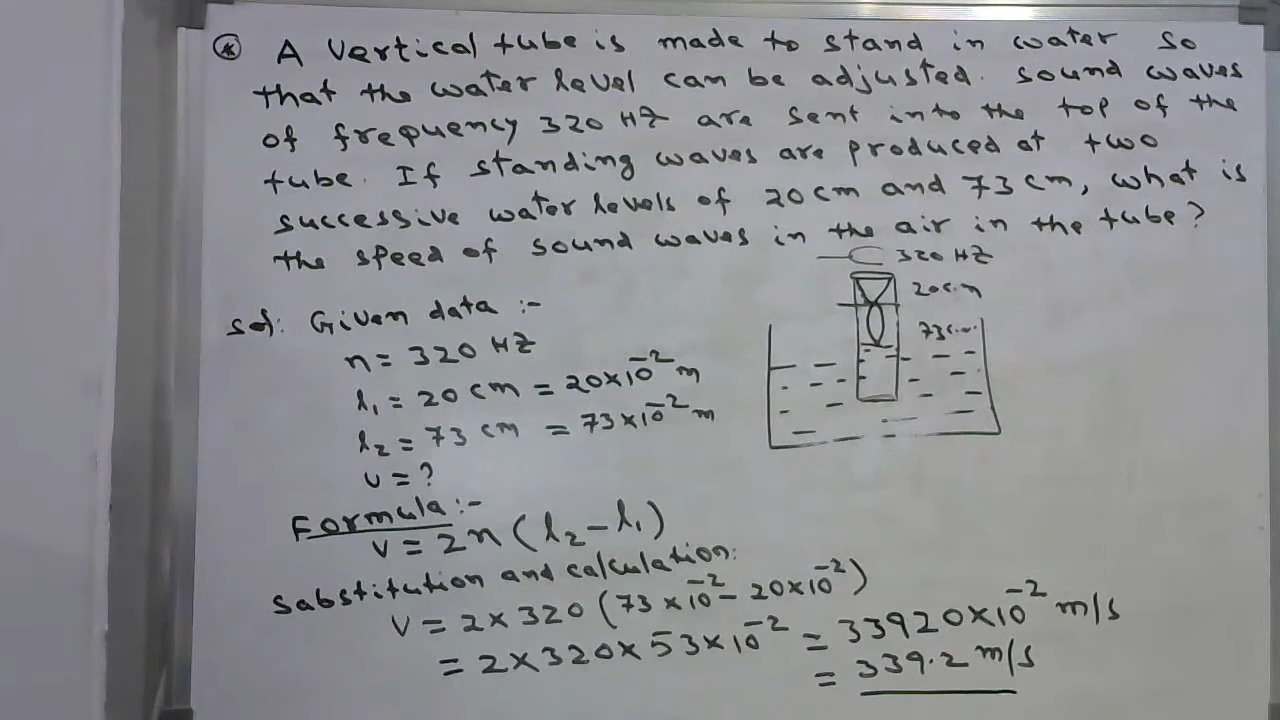 * A vertical tube is made to stand in water so
that the water level can be adjusted. Sound waves
of frequency 320 HZ are sent into the top of the
tube. If standing waves are produced at two
successive water levels of 20 cm and 73 cm, what is
the speed of sound waves in the air in the tube?
320 HZ
20cm
73cm
Sol: Given data :-
n = 320 HZ
l₁ = 20 cm = 20×10⁻² m
l₂ = 73 cm = 73×10⁻² m
v = ?
Formula :-
v = 2n (l₂ - l₁)
Substitution and calculation:
v = 2×320 (73×10⁻² - 20×10⁻²)
= 2×320×53×10⁻² = 33920×10⁻² m/s
= 339.2 m/s